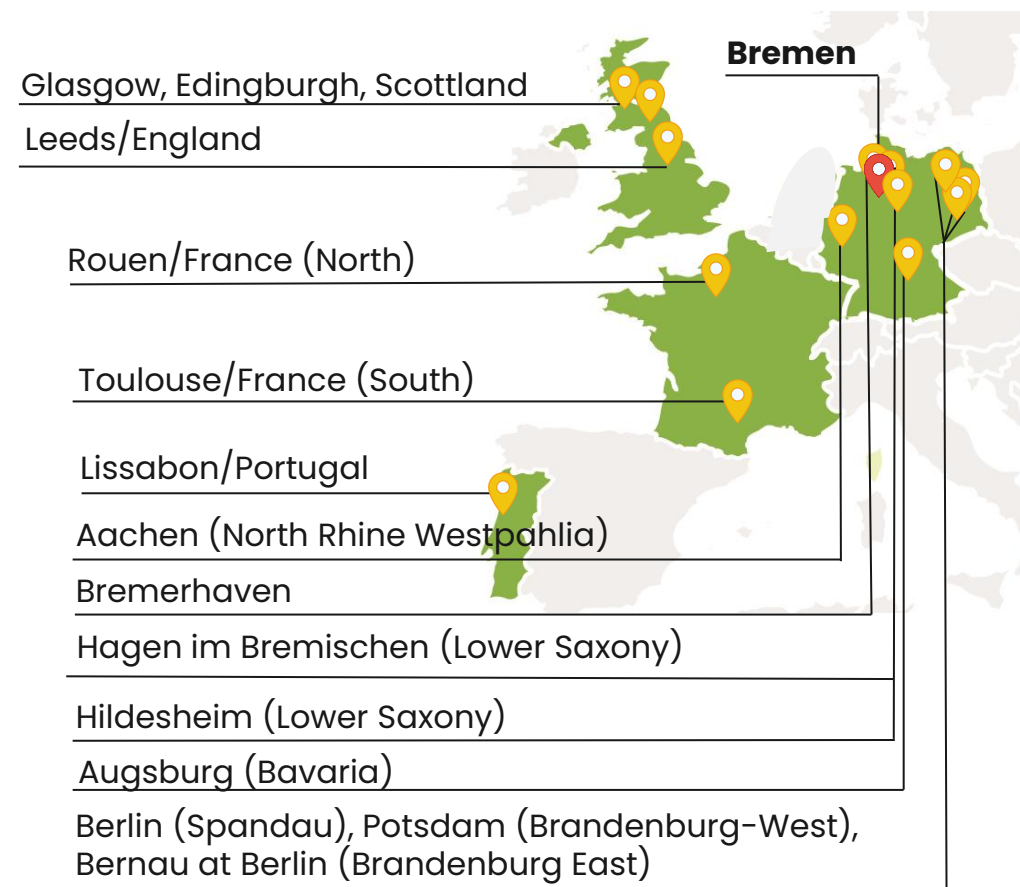 Bremen
Glasgow, Edingburgh, Scottland
Leeds/England
Rouen/France (North)
Toulouse/France (South)
Lissabon/Portugal
Aachen (North Rhine Westpahlia)
Bremerhaven
Hagen im Bremischen (Lower Saxony)
Hildesheim (Lower Saxony)
Augsburg (Bavaria)
Berlin (Spandau), Potsdam (Brandenburg-West),
Bernau at Berlin (Brandenburg East)